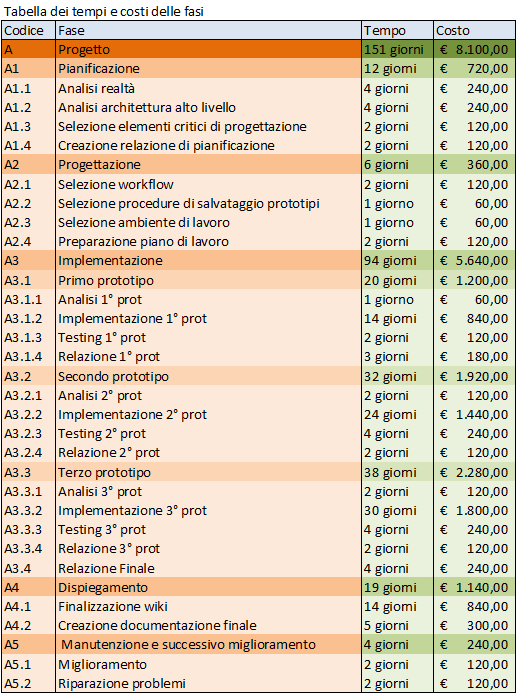 Tabella dei tempi e costi delle fasi
Codice Fase Tempo Costo
A Progetto 151 giorni € 8.100,00
A1 Pianificazione 12 giorni € 720,00
A1.1 Analisi realtà 4 giorni € 240,00
A1.2 Analisi architettura alto livello 4 giorni € 240,00
A1.3 Selezione elementi critici di progettazione 2 giorni € 120,00
A1.4 Creazione relazione di pianificazione 2 giorni € 120,00
A2 Progettazione 6 giorni € 360,00
A2.1 Selezione workflow 2 giorni € 120,00
A2.2 Selezione procedure di salvataggio prototipi 1 giorno € 60,00
A2.3 Selezione ambiente di lavoro 1 giorno € 60,00
A2.4 Preparazione piano di lavoro 2 giorni € 120,00
A3 Implementazione 94 giorni € 5.640,00
A3.1 Primo prototipo 20 giorni € 1.200,00
A3.1.1 Analisi 1° prot 1 giorno € 60,00
A3.1.2 Implementazione 1° prot 14 giorni € 840,00
A3.1.3 Testing 1° prot 2 giorni € 120,00
A3.1.4 Relazione 1° prot 3 giorni € 180,00
A3.2 Secondo prototipo 32 giorni € 1.920,00
A3.2.1 Analisi 2° prot 2 giorni € 120,00
A3.2.2 Implementazione 2° prot 24 giorni € 1.440,00
A3.2.3 Testing 2° prot 4 giorni € 240,00
A3.2.4 Relazione 2° prot 2 giorni € 120,00
A3.3 Terzo prototipo 38 giorni € 2.280,00
A3.3.1 Analisi 3° prot 2 giorni € 120,00
A3.3.2 Implementazione 3° prot 30 giorni € 1.800,00
A3.3.3 Testing 3° prot 4 giorni € 240,00
A3.3.4 Relazione 3° prot 2 giorni € 120,00
A3.4 Relazione Finale 4 giorni € 240,00
A4 Dispiegamento 19 giorni € 1.140,00
A4.1 Finalizzazione wiki 14 giorni € 840,00
A4.2 Creazione documentazione finale 5 giorni € 300,00
A5 Manutenzione e successivo miglioramento 4 giorni € 240,00
A5.1 Miglioramento 2 giorni € 120,00
A5.2 Riparazione problemi 2 giorni € 120,00